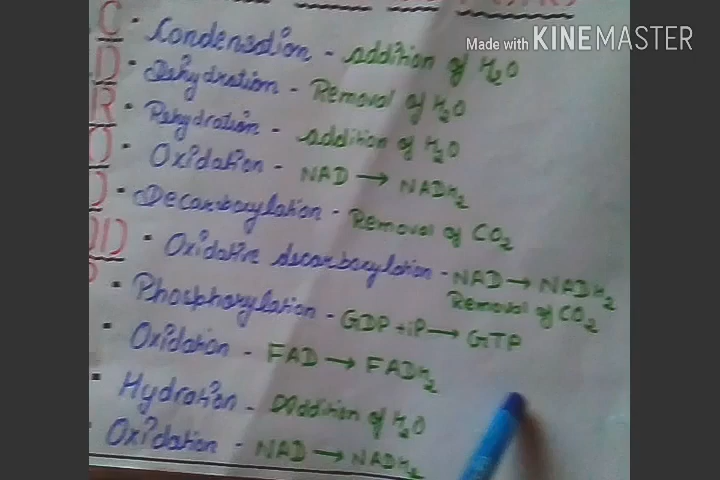 Made with KINEMASTER
C - Condensation - addition of H2O
D - Dehydration - Removal of H2O
R - Rehydration - addition of H2O
O - Oxidation - NAD → NADH2
D - Decarboxylation - Removal of CO2
OD - Oxidative decarboxylation - NAD → NADH2
Removal of CO2
P - Phosphorylation - GDP + iP → GTP
- Oxidation - FAD → FADH2
- Hydration - addition of H2O
- Oxidation - NAD → NADH2